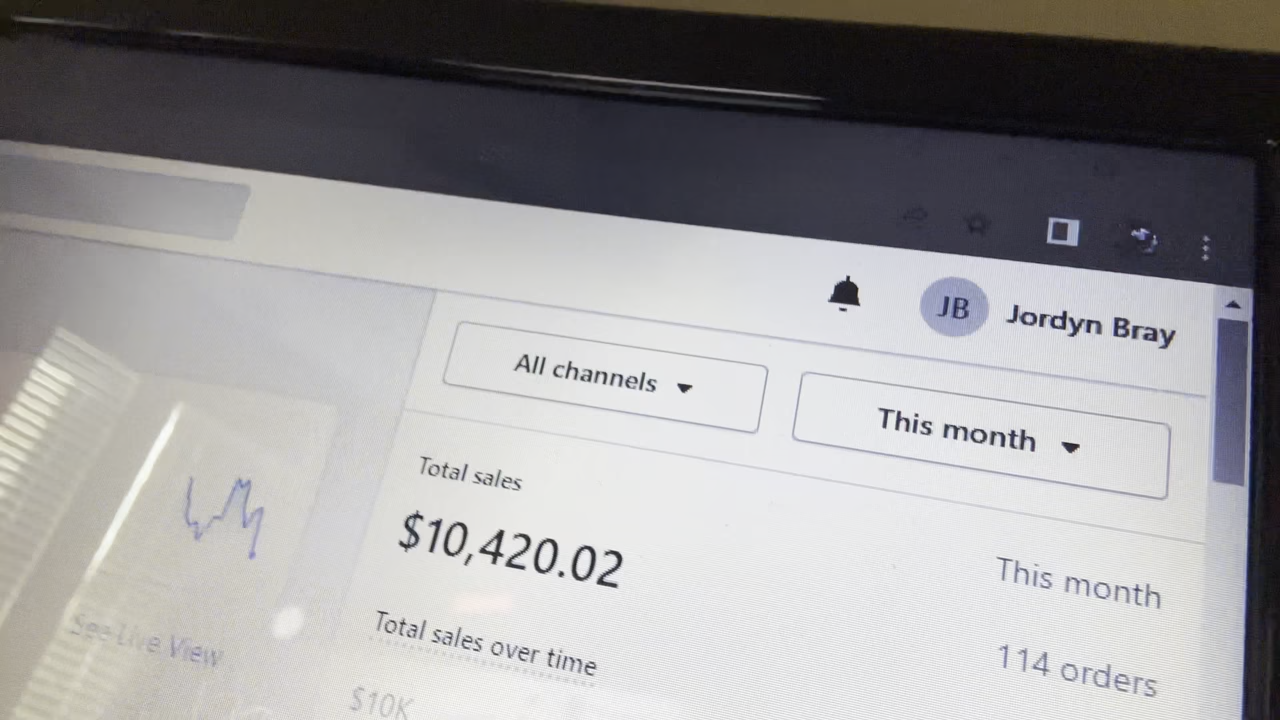 JB Jordyn Bray
All channels This month
Total sales
$10,420.02
This month
114 orders
See Live View
Total sales over time
$10K